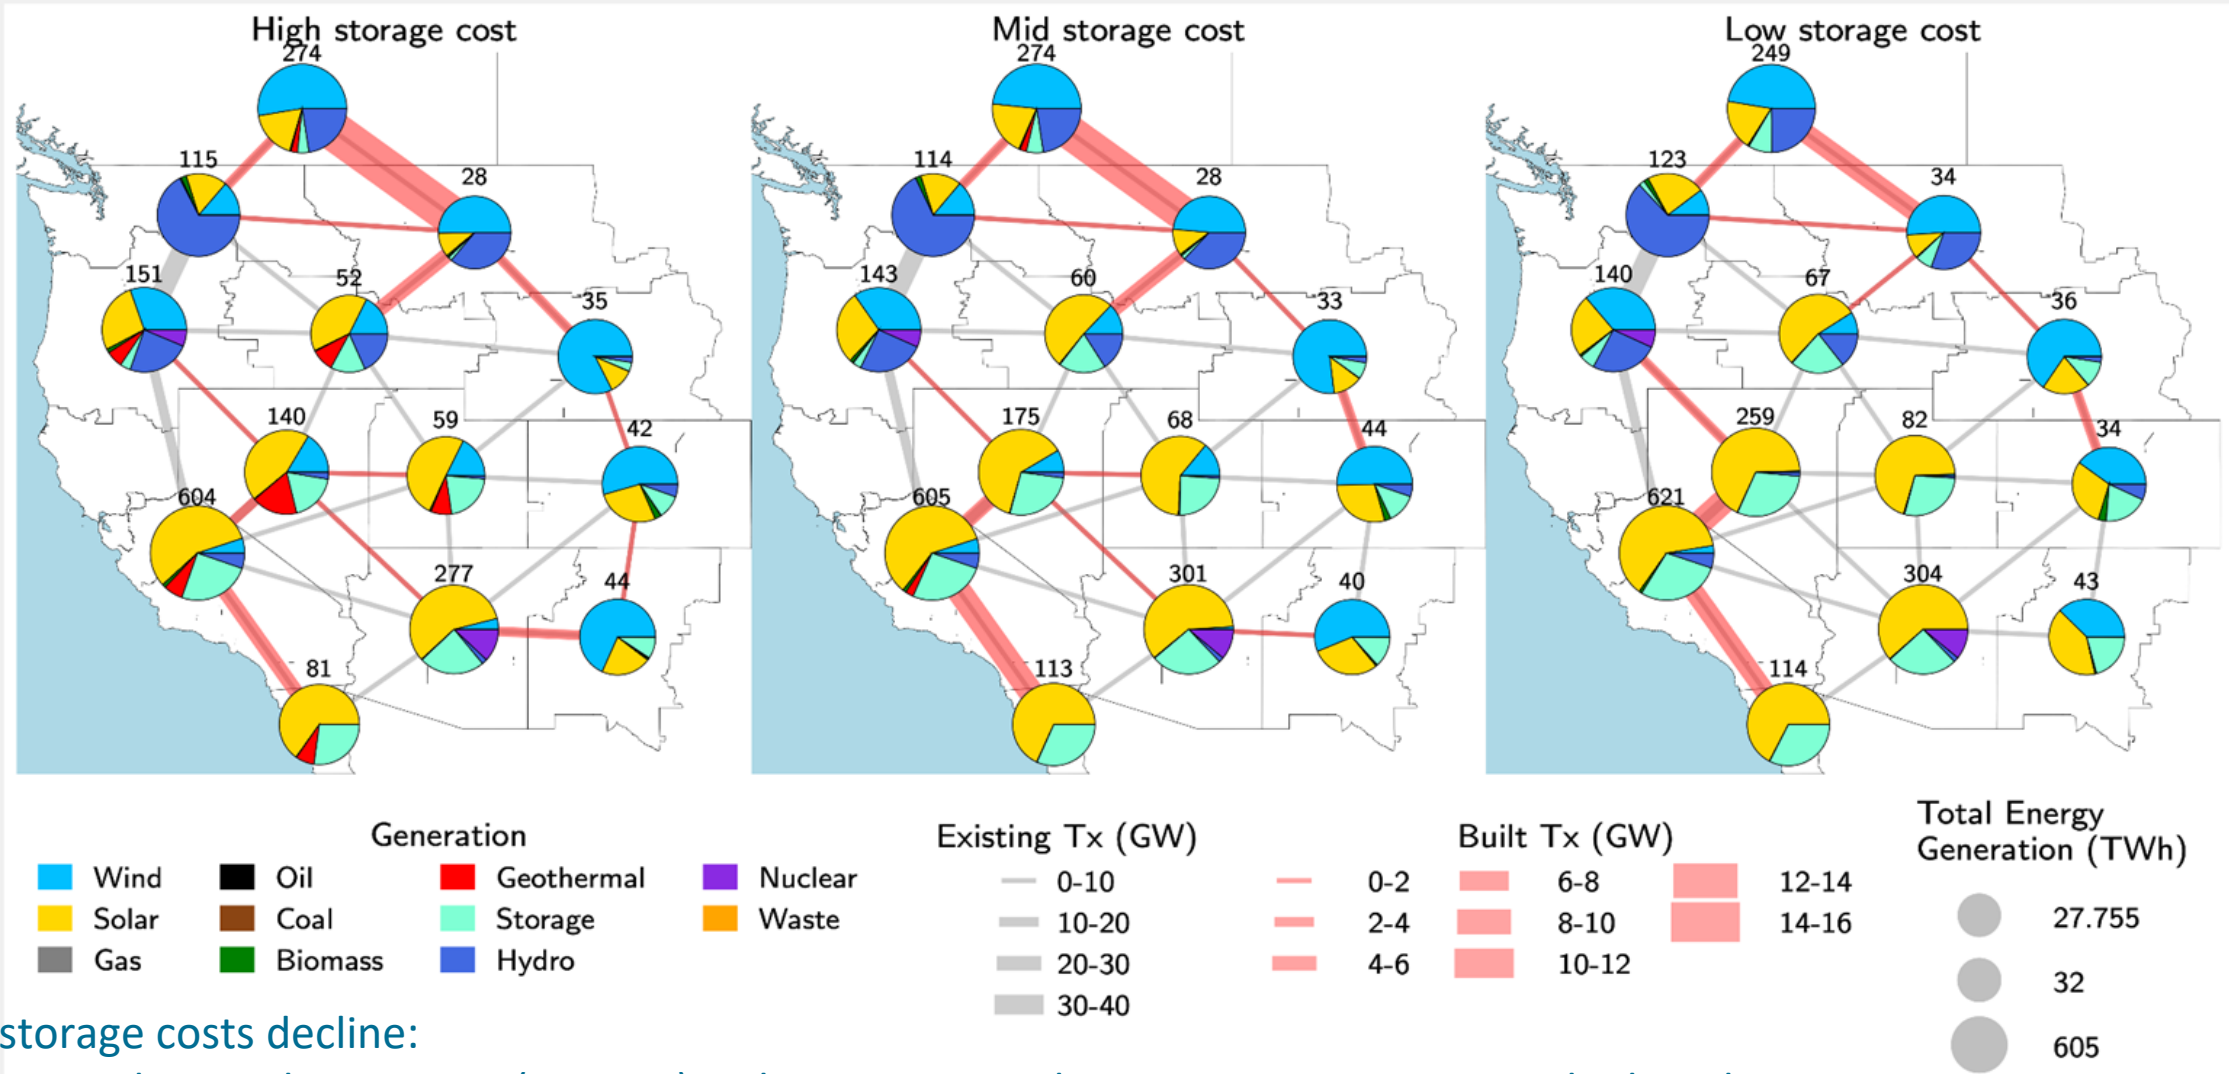 High storage cost
274
115
28
151
52
35
140
59
42
604
277
44
81
Mid storage cost
274
114
28
143
60
33
175
68
44
605
301
40
113
Low storage cost
249
123
34
140
67
36
259
82
34
621
304
43
114
Generation
Wind
Oil
Geothermal
Nuclear
Solar
Coal
Storage
Waste
Gas
Biomass
Hydro
Existing Tx (GW)
0-10
10-20
20-30
30-40
Built Tx (GW)
0-2
6-8
12-14
2-4
8-10
14-16
4-6
10-12
Total Energy
Generation (TWh)
27.755
32
605
storage costs decline: